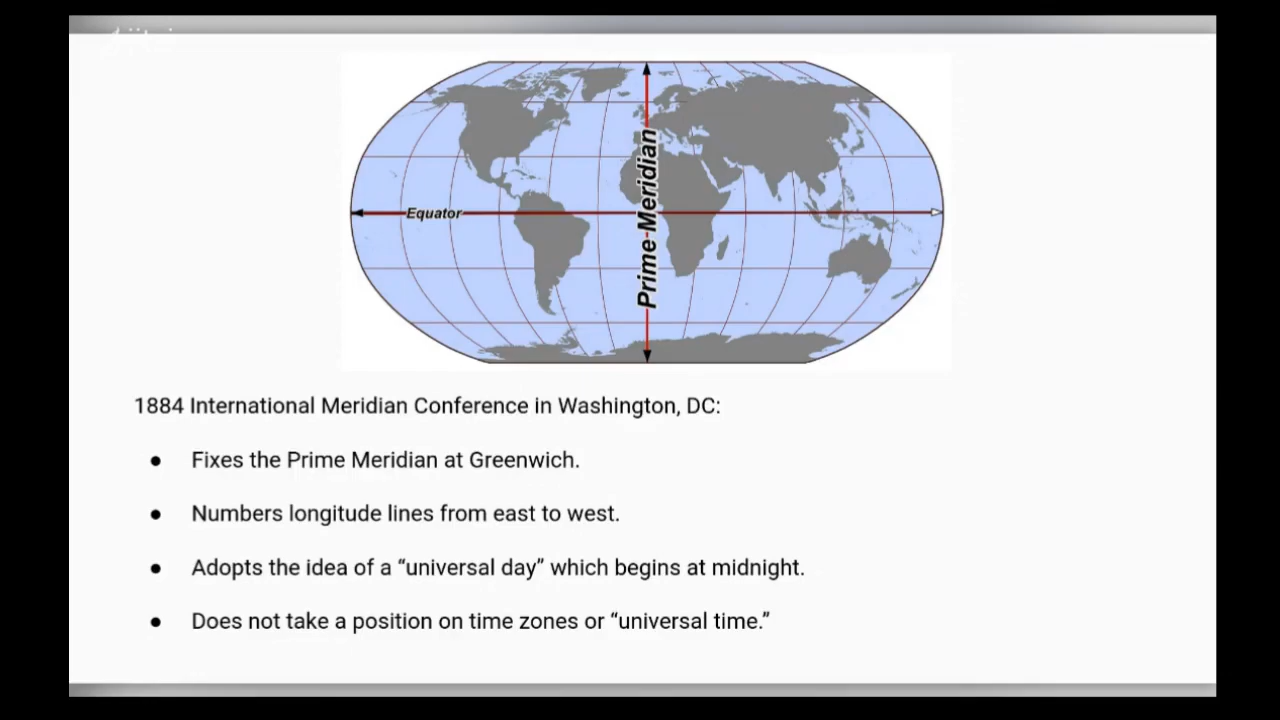 Prime Meridian
Equator
1884 International Meridian Conference in Washington, DC:
● Fixes the Prime Meridian at Greenwich.
● Numbers longitude lines from east to west.
● Adopts the idea of a “universal day” which begins at midnight.
● Does not take a position on time zones or “universal time.”